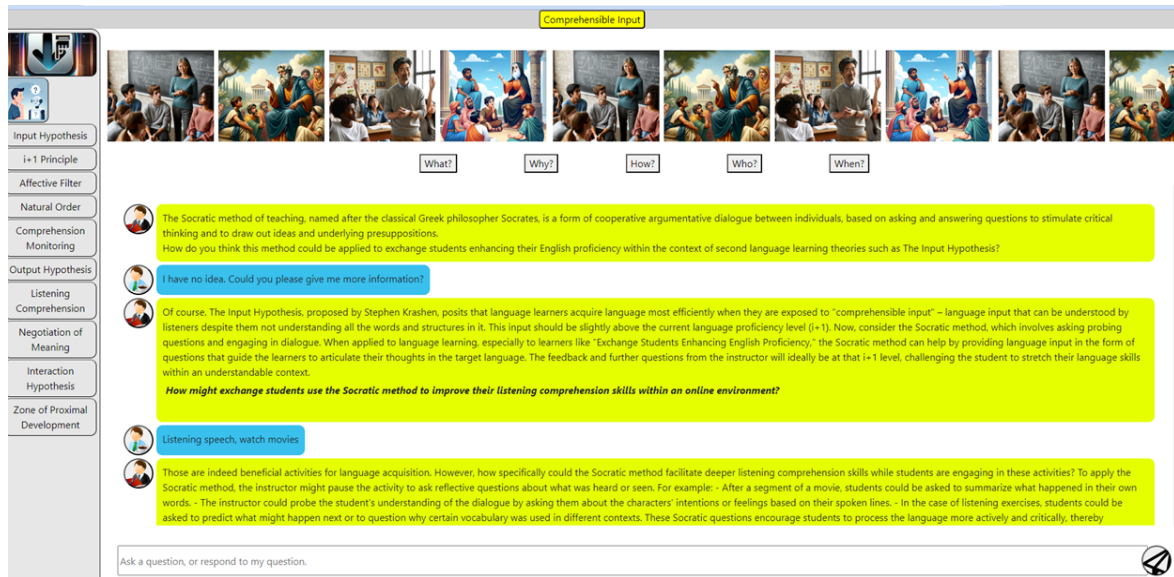 Comprehensible Input
Input Hypothesis
i+1 Principle
Affective Filter
Natural Order
Comprehension
Monitoring
Output Hypothesis
Listening
Comprehension
Negotiation of
Meaning
Interaction
Hypothesis
Zone of Proximal
Development
What?
Why?
How?
Who?
When?
The Socratic method of teaching, named after the classical Greek philosopher Socrates, is a form of cooperative argumentative dialogue between individuals, based on asking and answering questions to stimulate critical
thinking and to draw out ideas and underlying presuppositions.
How do you think this method could be applied to exchange students enhancing their English proficiency within the context of second language learning theories such as The Input Hypothesis?
I have no idea. Could you please give me more information?
Of course. The Input Hypothesis, proposed by Stephen Krashen, posits that language learners acquire language most efficiently when they are exposed to "comprehensible input" – language input that can be understood by
listeners despite them not understanding all the words and structures in it. This input should be slightly above the current language proficiency level (i+1). Now, consider the Socratic method, which involves asking probing
questions and engaging in dialogue. When applied to language learning, especially to learners like "Exchange Students Enhancing English Proficiency," the Socratic method can help by providing language input in the form of
questions that guide the learners to articulate their thoughts in the target language. The feedback and further questions from the instructor will ideally be at that i+1 level, challenging the student to stretch their language skills
within an understandable context.
How might exchange students use the Socratic method to improve their listening comprehension skills within an online environment?
Listening speech, watch movies
Those are indeed beneficial activities for language acquisition. However, how specifically could the Socratic method facilitate deeper listening comprehension skills while students are engaging in these activities? To apply the
Socratic method, the instructor might pause the activity to ask reflective questions about what was heard or seen. For example: - After a segment of a movie, students could be asked to summarize what happened in their own
words. - The instructor could probe the student's understanding of the dialogue by asking them about the characters' intentions or feelings based on their spoken lines. - In the case of listening exercises, students could be
asked to predict what might happen next or to question why certain vocabulary was used in different contexts. These Socratic questions encourage students to process the language more actively and critically, thereby
Ask a question, or respond to my question.